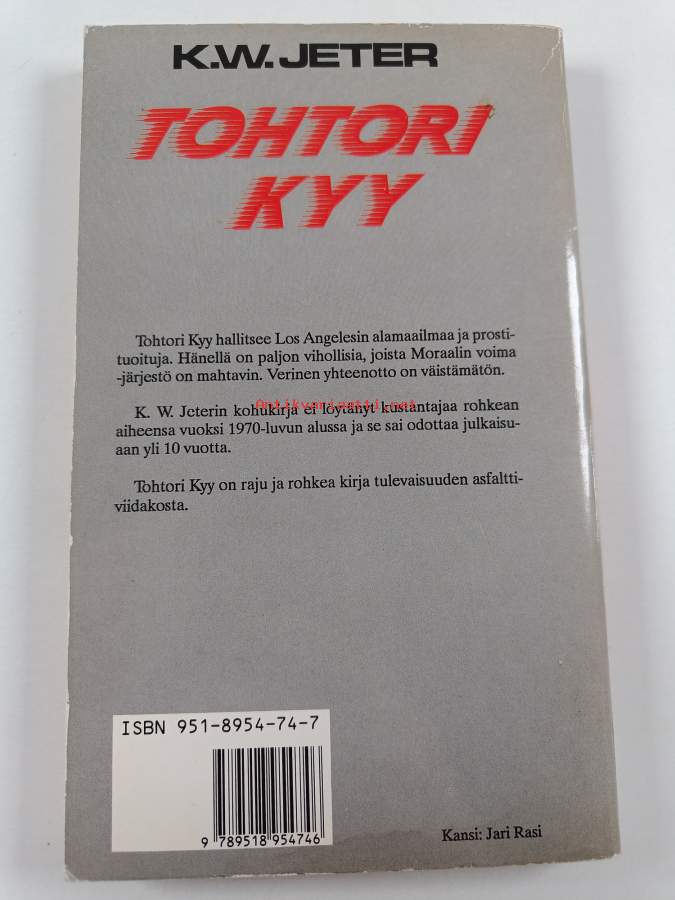 K.W. JETER
TOHTORI
KYY
Tohtori Kyy hallitsee Los Angelesin alamaailmaa ja prosti-
tuoituja. Hänellä on paljon vihollisia, joista Moraalin voima
-järjestö on mahtavin. Verinen yhteenotto on väistämätön.
K. W. Jeterin kohukirja ei löytänyt kustantajaa rohkean
Antikvariaatti.net
aiheensa vuoksi 1970-luvun alussa ja se sai odottaa julkaisu-
aan yli 10 vuotta.
Tohtori Kyy on raju ja rohkea kirja tulevaisuuden asfaltti-
viidakosta.
ISBN 951-8954-74-7
9 789518 954746
Kansi: Jari Rasi